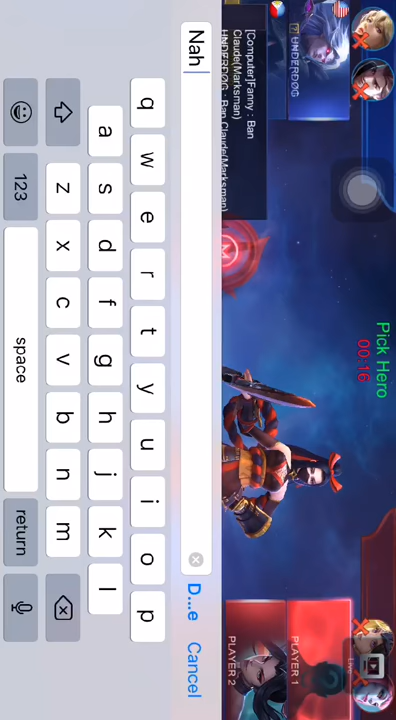 UNDERDOG
[Computer]Fanny : Ban
Claude(Marksman)
UNDERDOG : Ban Claude(Marksman)
Pick Hero
00:16
PLAYER 1
PLAYER 2
Nah
D...e
Cancel
q w e r t y u i o p
a s d f g h j k l
z x c v b n m
123
space
return